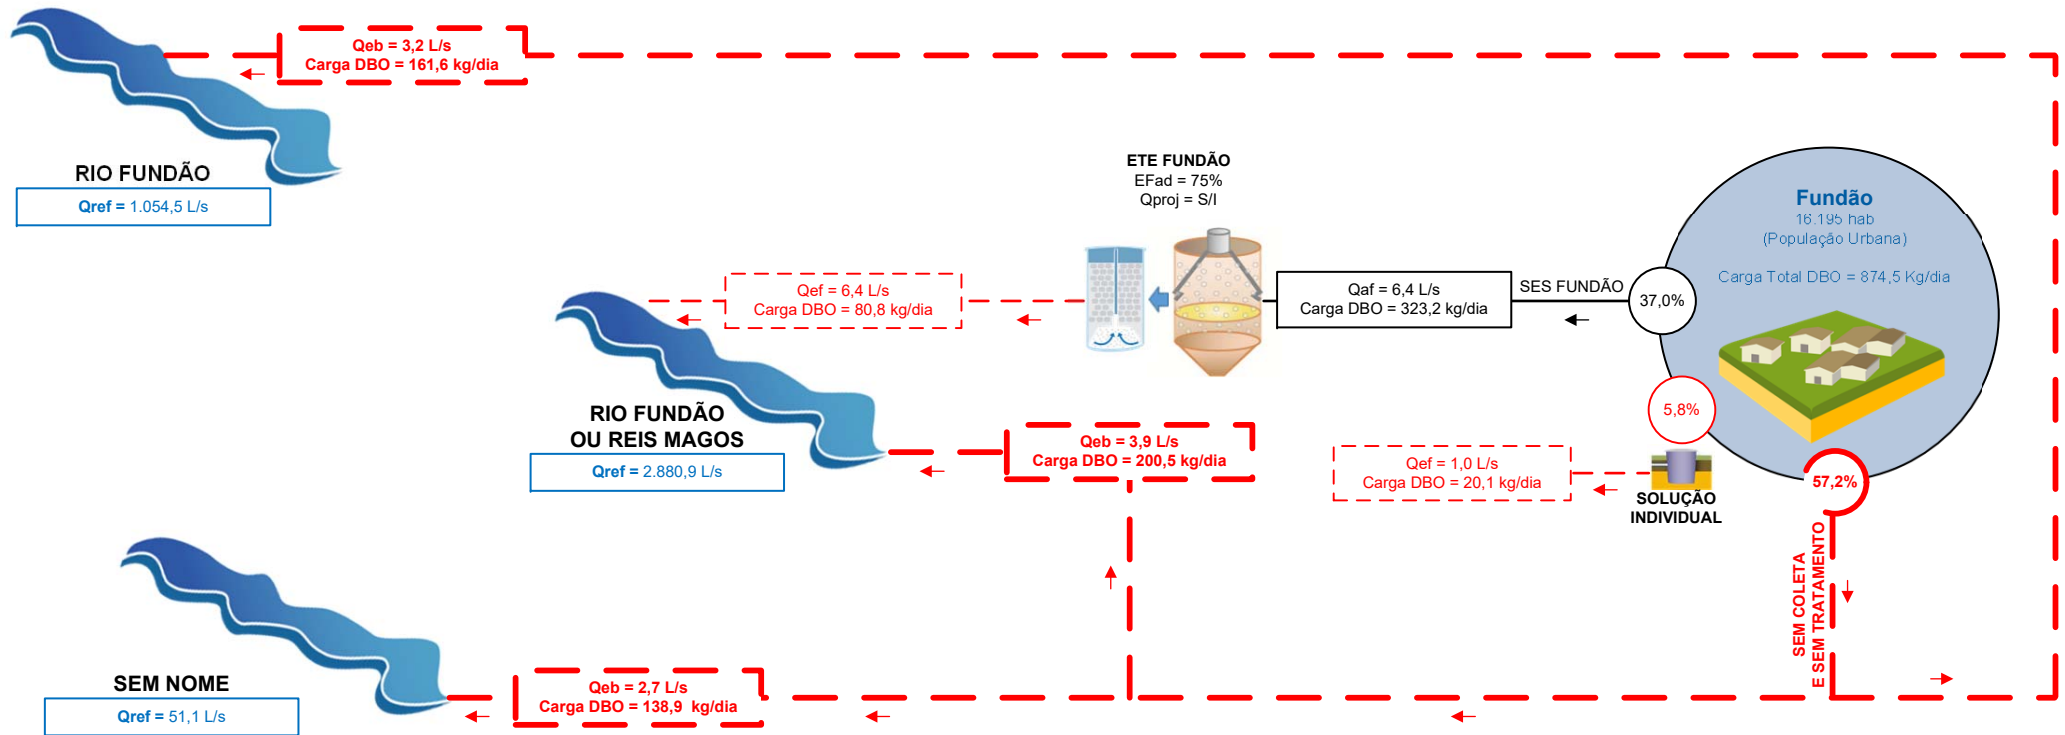 Qeb = 3,2 L/s
Carga DBO = 161,6 kg/dia
RIO FUNDÃO
Qref = 1.054,5 L/s
ETE FUNDÃO
EFad = 75%
Qproj = S/I
Fundão
16.195 hab
(População Urbana)
Carga Total DBO = 874,5 Kg/dia
Qef = 6,4 L/s
Carga DBO = 80,8 kg/dia
Qaf = 6,4 L/s
Carga DBO = 323,2 kg/dia
SES FUNDÃO
37,0%
RIO FUNDÃO
OU REIS MAGOS
Qref = 2.880,9 L/s
Qeb = 3,9 L/s
Carga DBO = 200,5 kg/dia
Qef = 1,0 L/s
Carga DBO = 20,1 kg/dia
5,8%
SOLUÇÃO
INDIVIDUAL
57,2%
SEM COLETA
E SEM TRATAMENTO
SEM NOME
Qref = 51,1 L/s
Qeb = 2,7 L/s
Carga DBO = 138,9 kg/dia